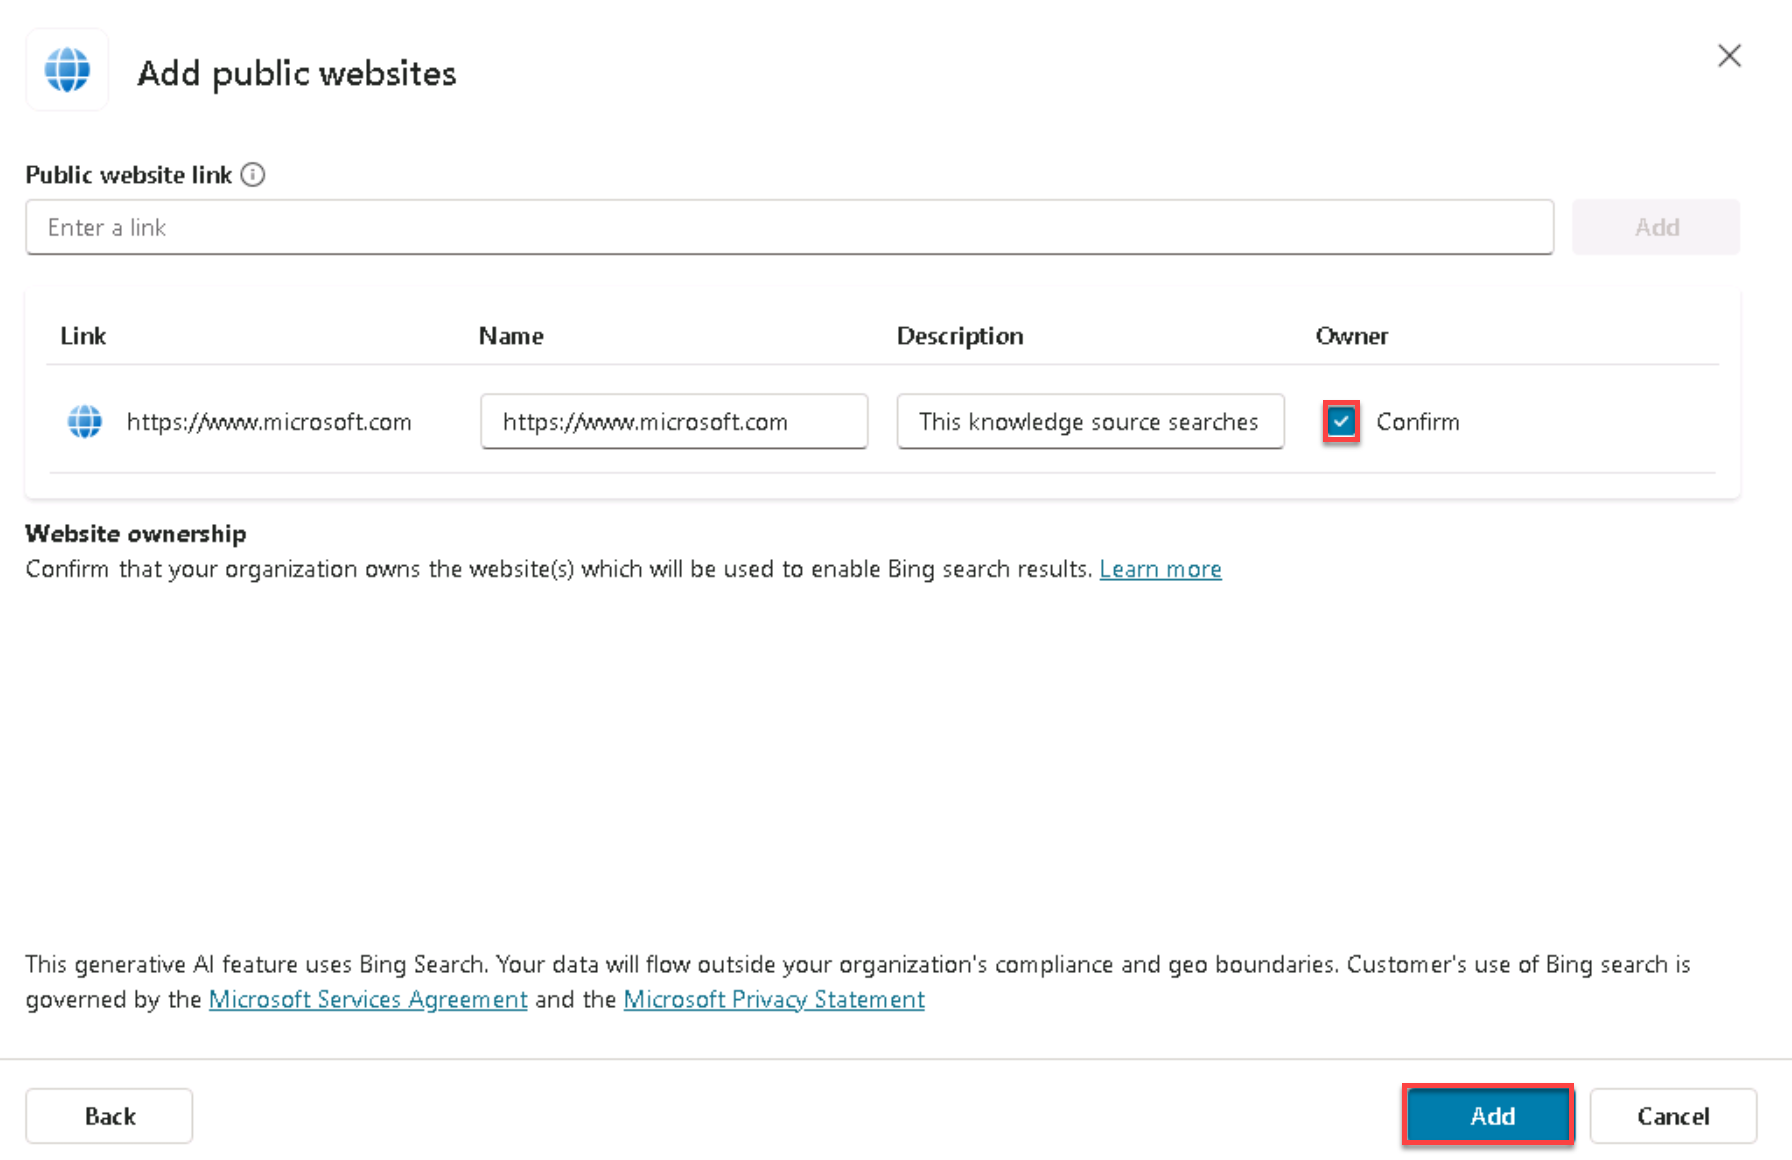 Add public websites
Public website link
Enter a link
Add
Link Name Description Owner
https://www.microsoft.com https://www.microsoft.com This knowledge source searches Confirm
Website ownership
Confirm that your organization owns the website(s) which will be used to enable Bing search results. Learn more
This generative AI feature uses Bing Search. Your data will flow outside your organization's compliance and geo boundaries. Customer's use of Bing search is
governed by the Microsoft Services Agreement and the Microsoft Privacy Statement
Back Add Cancel